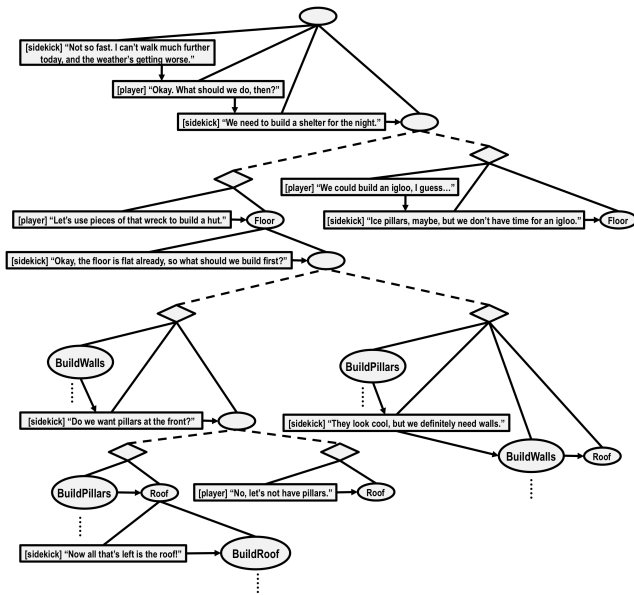 [sidekick] “Not so fast. I can’t walk much further
today, and the weather’s getting worse.”
[player] “Okay. What should we do, then?”
[sidekick] “We need to build a shelter for the night.”
[player] “We could build an igloo, I guess…”
[player] “Let’s use pieces of that wreck to build a hut.”
Floor
[sidekick] “Ice pillars, maybe, but we don’t have time for an igloo.”
Floor
[sidekick] “Okay, the floor is flat already, so what should we build first?”
BuildWalls
BuildPillars
[sidekick] “Do we want pillars at the front?”
[sidekick] “They look cool, but we definitely need walls.”
BuildWalls
Roof
BuildPillars
Roof
[player] “No, let’s not have pillars.”
Roof
[sidekick] “Now all that’s left is the roof!”
BuildRoof